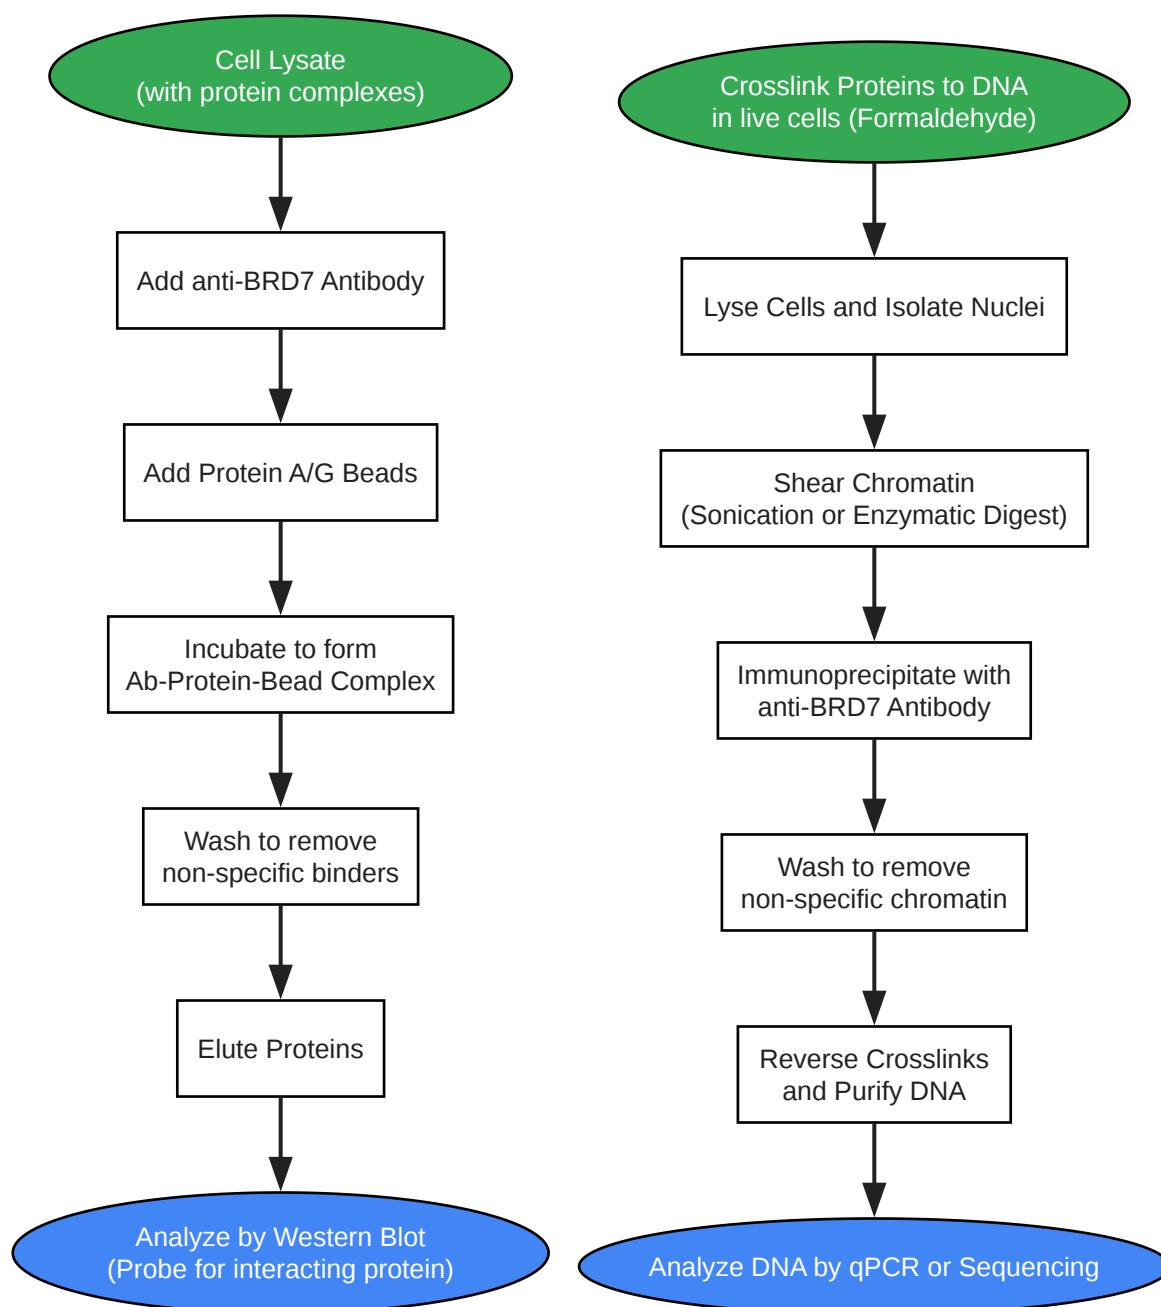 Cell Lysate
(with protein complexes)
Add anti-BRD7 Antibody
Add Protein A/G Beads
Incubate to form
Ab-Protein-Bead Complex
Wash to remove
non-specific binders
Elute Proteins
Analyze by Western Blot
(Probe for interacting protein)
Crosslink Proteins to DNA
in live cells (Formaldehyde)
Lyse Cells and Isolate Nuclei
Shear Chromatin
(Sonication or Enzymatic Digest)
Immunoprecipitate with
anti-BRD7 Antibody
Wash to remove
non-specific chromatin
Reverse Crosslinks
and Purify DNA
Analyze DNA by qPCR or Sequencing